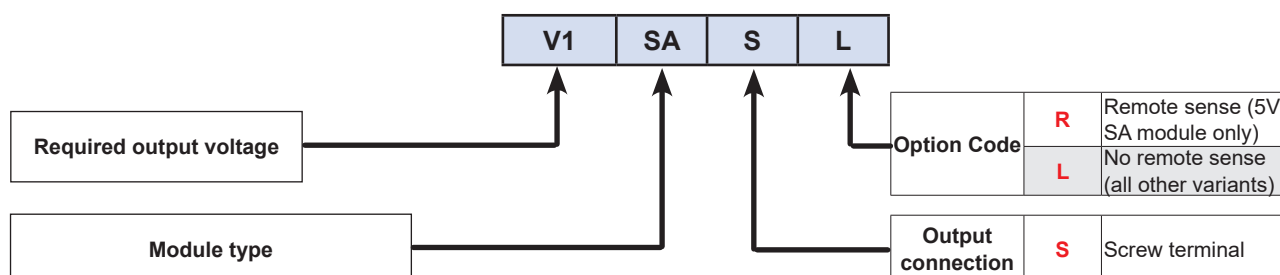 V1 SA S L
Required output voltage
Module type
Option Code
R
Remote sense (5V
SA module only)
L
No remote sense
(all other variants)
Output
connection
S
Screw terminal